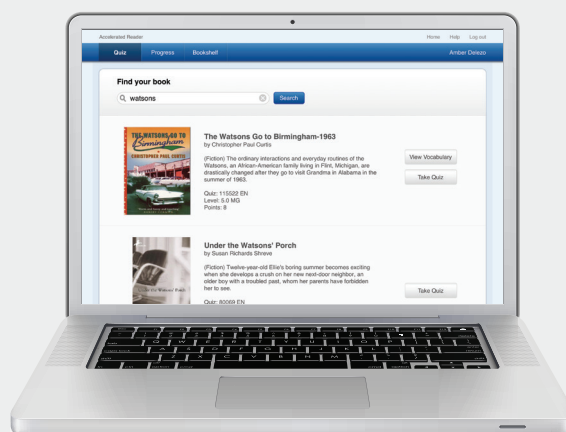 Accelerated Reader Home Help Log out
Quiz Progress Bookshelf Amber Delezo
Find your book
watsons Search
THE WATSONS GO TO
Birmingham
CHRISTOPHER PAUL CURTIS
The Watsons Go to Birmingham-1963
by Christopher Paul Curtis
(Fiction) The ordinary interactions and everyday routines of the
Watsons, an African-American family living in Flint, Michigan, are
drastically changed after they go to visit Grandma in Alabama in the
summer of 1963.
Quiz: 115522 EN
Level: 5.0 MG
Points: 8
View Vocabulary
Take Quiz
Under the Watsons' Porch
by Susan Richards Shreve
(Fiction) Twelve-year-old Ellie's boring summer becomes exciting
when she develops a crush on her new next-door neighbor, an
older boy with a troubled past, whom her parents have forbidden
her to see.
Quiz: 80069 EN
Take Quiz
Q W E R T Y U I O P
A S D F G H J K L
Z X C V B N M